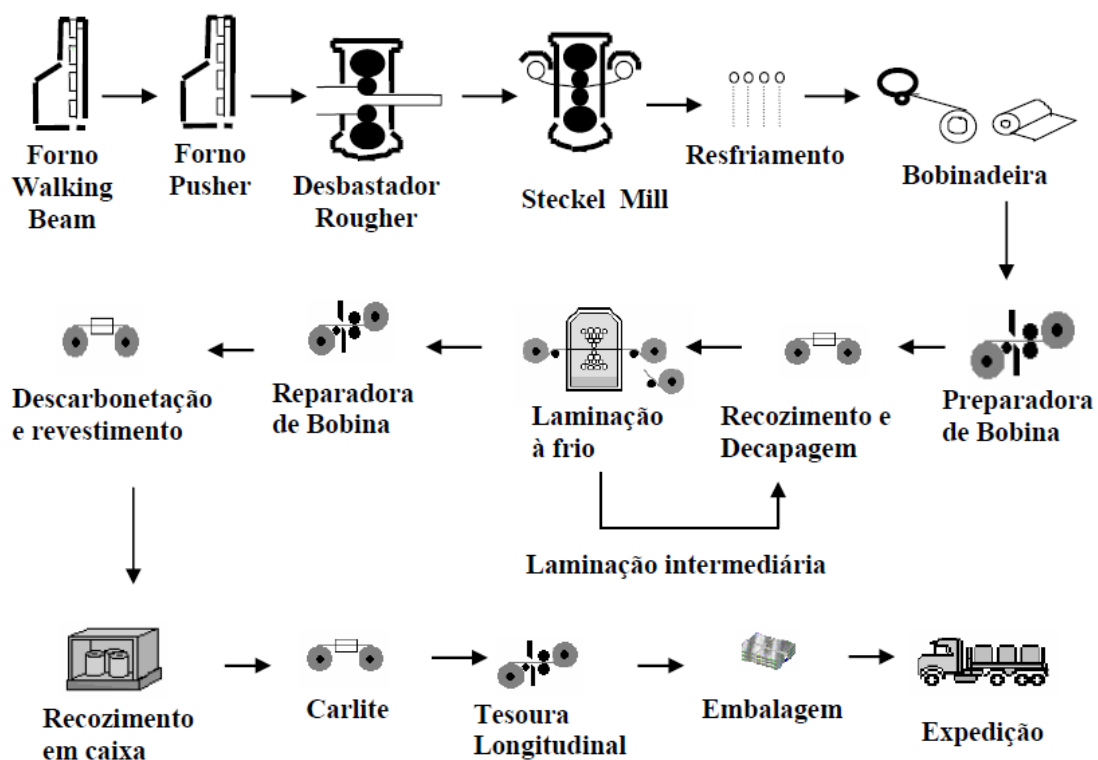 Forno
Walking
Beam
Forno
Pusher
Desbastador
Rougher
Steckel Mill
Resfriamento
Bobinadeira
Descarbonetação
e revestimento
Reparadora
de Bobina
Laminação
à frio
Recozimento e
Decapagem
Preparadora
de Bobina
Laminação intermediária
Recozimento
em caixa
Carlite
Tesoura
Longitudinal
Embalagem
Expedição